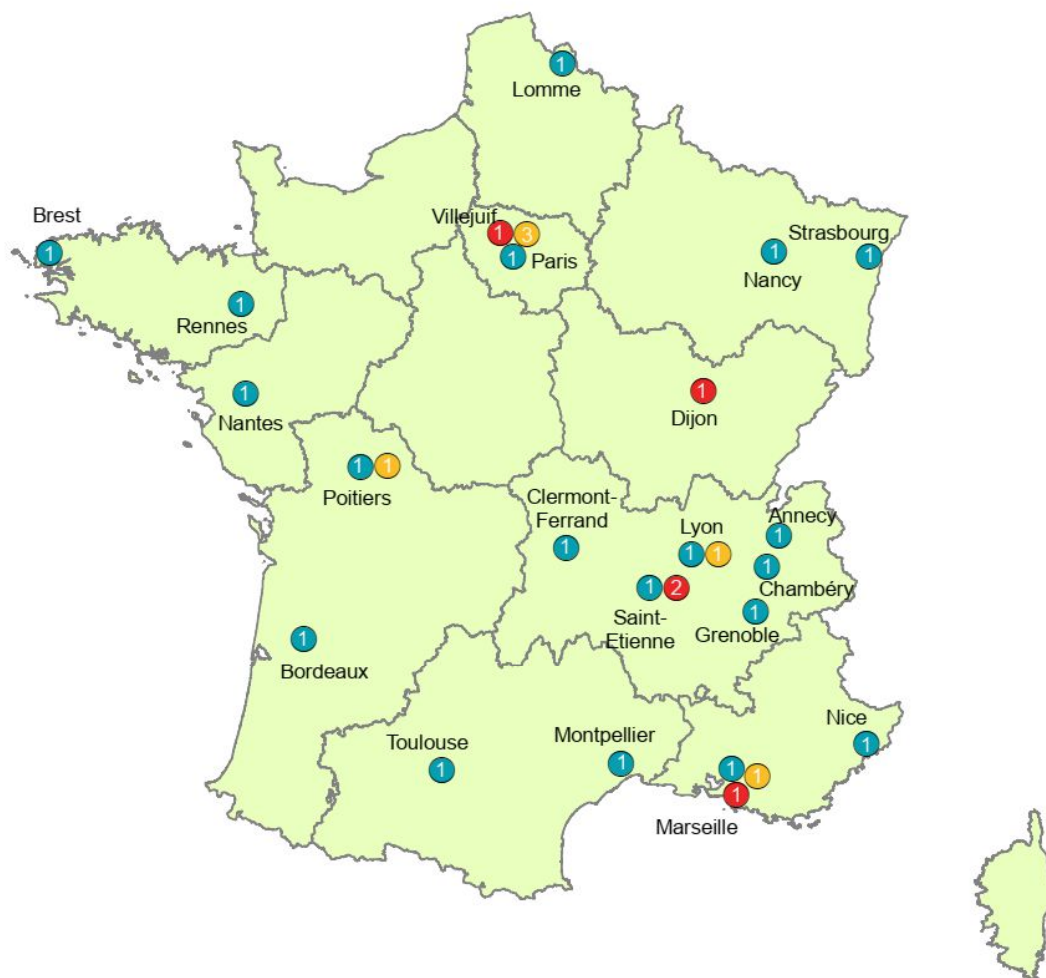 1
Lomme
Villejuif
1 3
1
Paris
Brest
1
Strasbourg
1
1
Nancy
1
Rennes
1
Nantes
1
Dijon
1 1
Poitiers
Clermont-
Ferrand
1
Lyon
1 1
Annecy
1
1
Chambéry
1 2
Saint-
Etienne
1
Grenoble
1
Bordeaux
Toulouse
1
Montpellier
1
Nice
1
1
1
1
Marseille